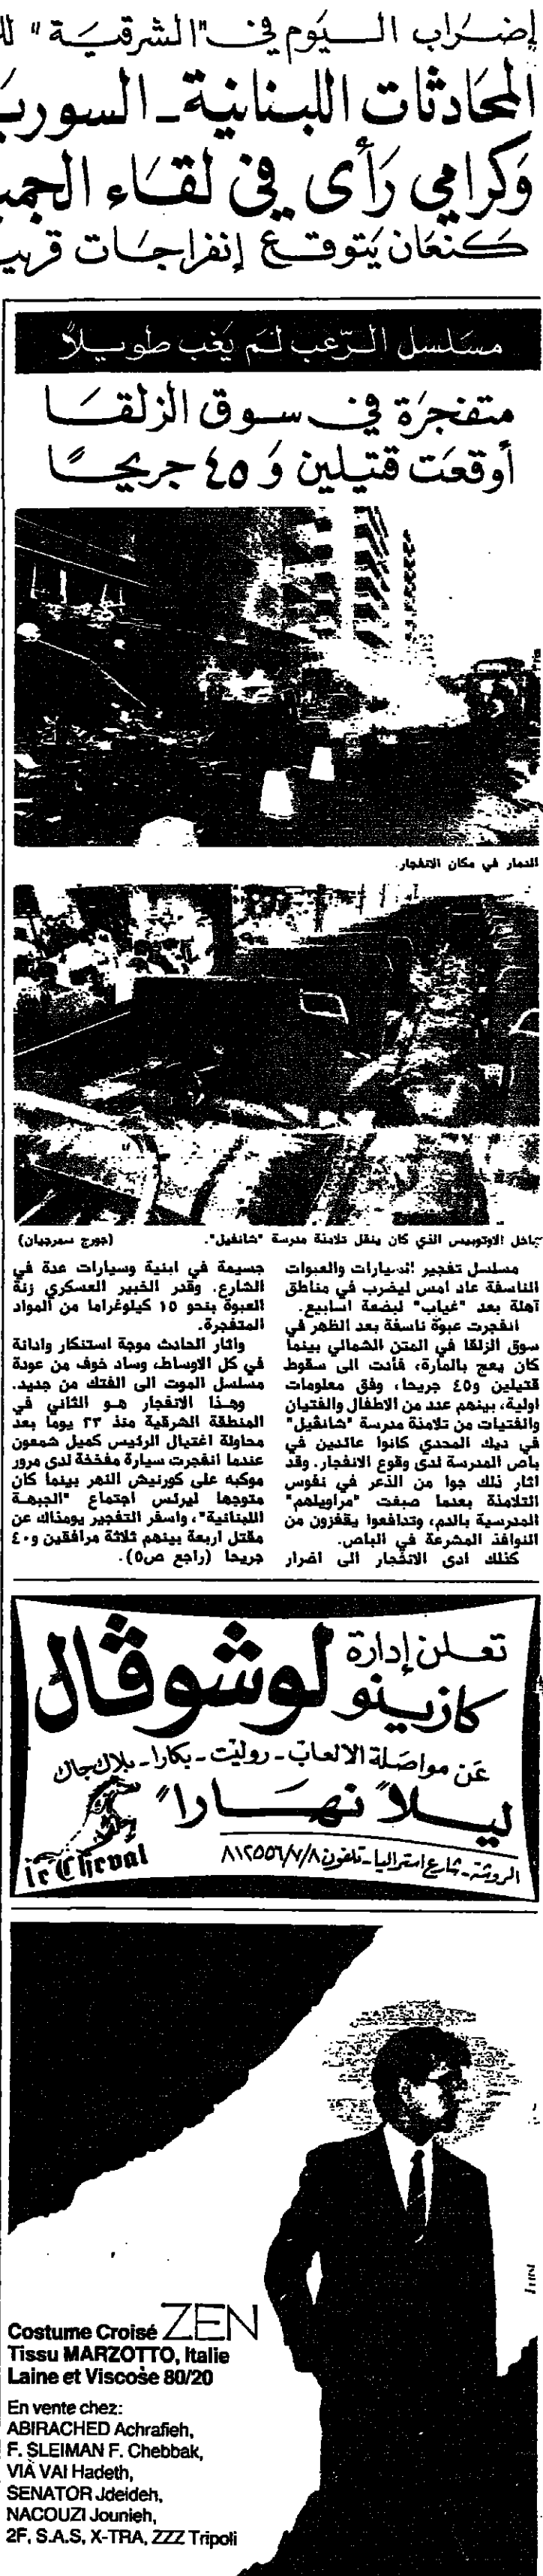 إضراب اليوم في "الشرقية"
المحادثات اللبنانية - السورية
وكرامي رأى في لقاء
كنعان يتوقع إنفراجات
مسلسل الرعب لم يغب طويلاً
متفجرة في سوق الزلقا
أوقعت قتيلين و ٤٥ جريحاً
الدمار في مكان الانفجار.
داخل الاوتوبيس الذي كان ينقل تلامذة مدرسة "شانفيل". (جورج سمرجيان)
مسلسل تفجير السيارات والعبوات
الناسفة عاد امس ليضرب في مناطق
آهلة بعد "غياب" لبضعة اسابيع.
انفجرت عبوة ناسفة بعد الظهر في
سوق الزلقا في المتن الشمالي بينما
كان يعج بالمارة، فأدت الى سقوط
قتيلين و٤٥ جريحا، وفق معلومات
اولية، بينهم عدد من الاطفال والفتيان
والفتيات من تلامذة مدرسة "شانڤيل"
في ديك المحدي كانوا عائدين في
باص المدرسة لدى وقوع الانفجار. وقد
اثار ذلك جوا من الذعر في نفوس
التلامذة بعدما صبغت "مراويلهم"
المدرسية بالدم، وتدافعوا يقفزون من
النوافذ المشرعة في الباص.
كذلك ادى الانفجار الى اضرار
جسيمة في ابنية وسيارات عدة في
الشارع. وقدر الخبير العسكري زنة
العبوة بنحو ١٥ كيلوغراما من المواد
المتفجرة.
واثار الحادث موجة استنكار وادانة
في كل الاوساط، وساد خوف من عودة
مسلسل الموت الى الفتك من جديد.
وهذا الانفجار هو الثاني في
المنطقة الشرقية منذ ٢٣ يوما بعد
محاولة اغتيال الرئيس كميل شمعون
عندما انفجرت سيارة مفخخة لدى مرور
موكبه على كورنيش النهر بينما كان
متوجها ليرئس اجتماع "الجبهة
اللبنانية"، واسفر التفجير يومذاك عن
مقتل اربعة بينهم ثلاثة مرافقين و٤٠
جريحا (راجع ص٥).
تعلن إدارة
كازينو لوشوڤال
عن مواصلة الالعاب - روليت - بكارا - بلاك جاك
ليلاً نهاراً
الروشة - شارع استراليا - تلفون ٨١٢٥٥٦/٧/٨
le Cheval
Costume Croisé ZEN
Tissu MARZOTTO, Italie
Laine et Viscose 80/20
En vente chez:
ABIRACHED Achrafieh,
F. SLEIMAN F. Chebbak,
VIA VAI Hadeth,
SENATOR Jdeideh,
NACOUZI Jounieh,
2F, S.A.S, X-TRA, ZZZ Tripoli